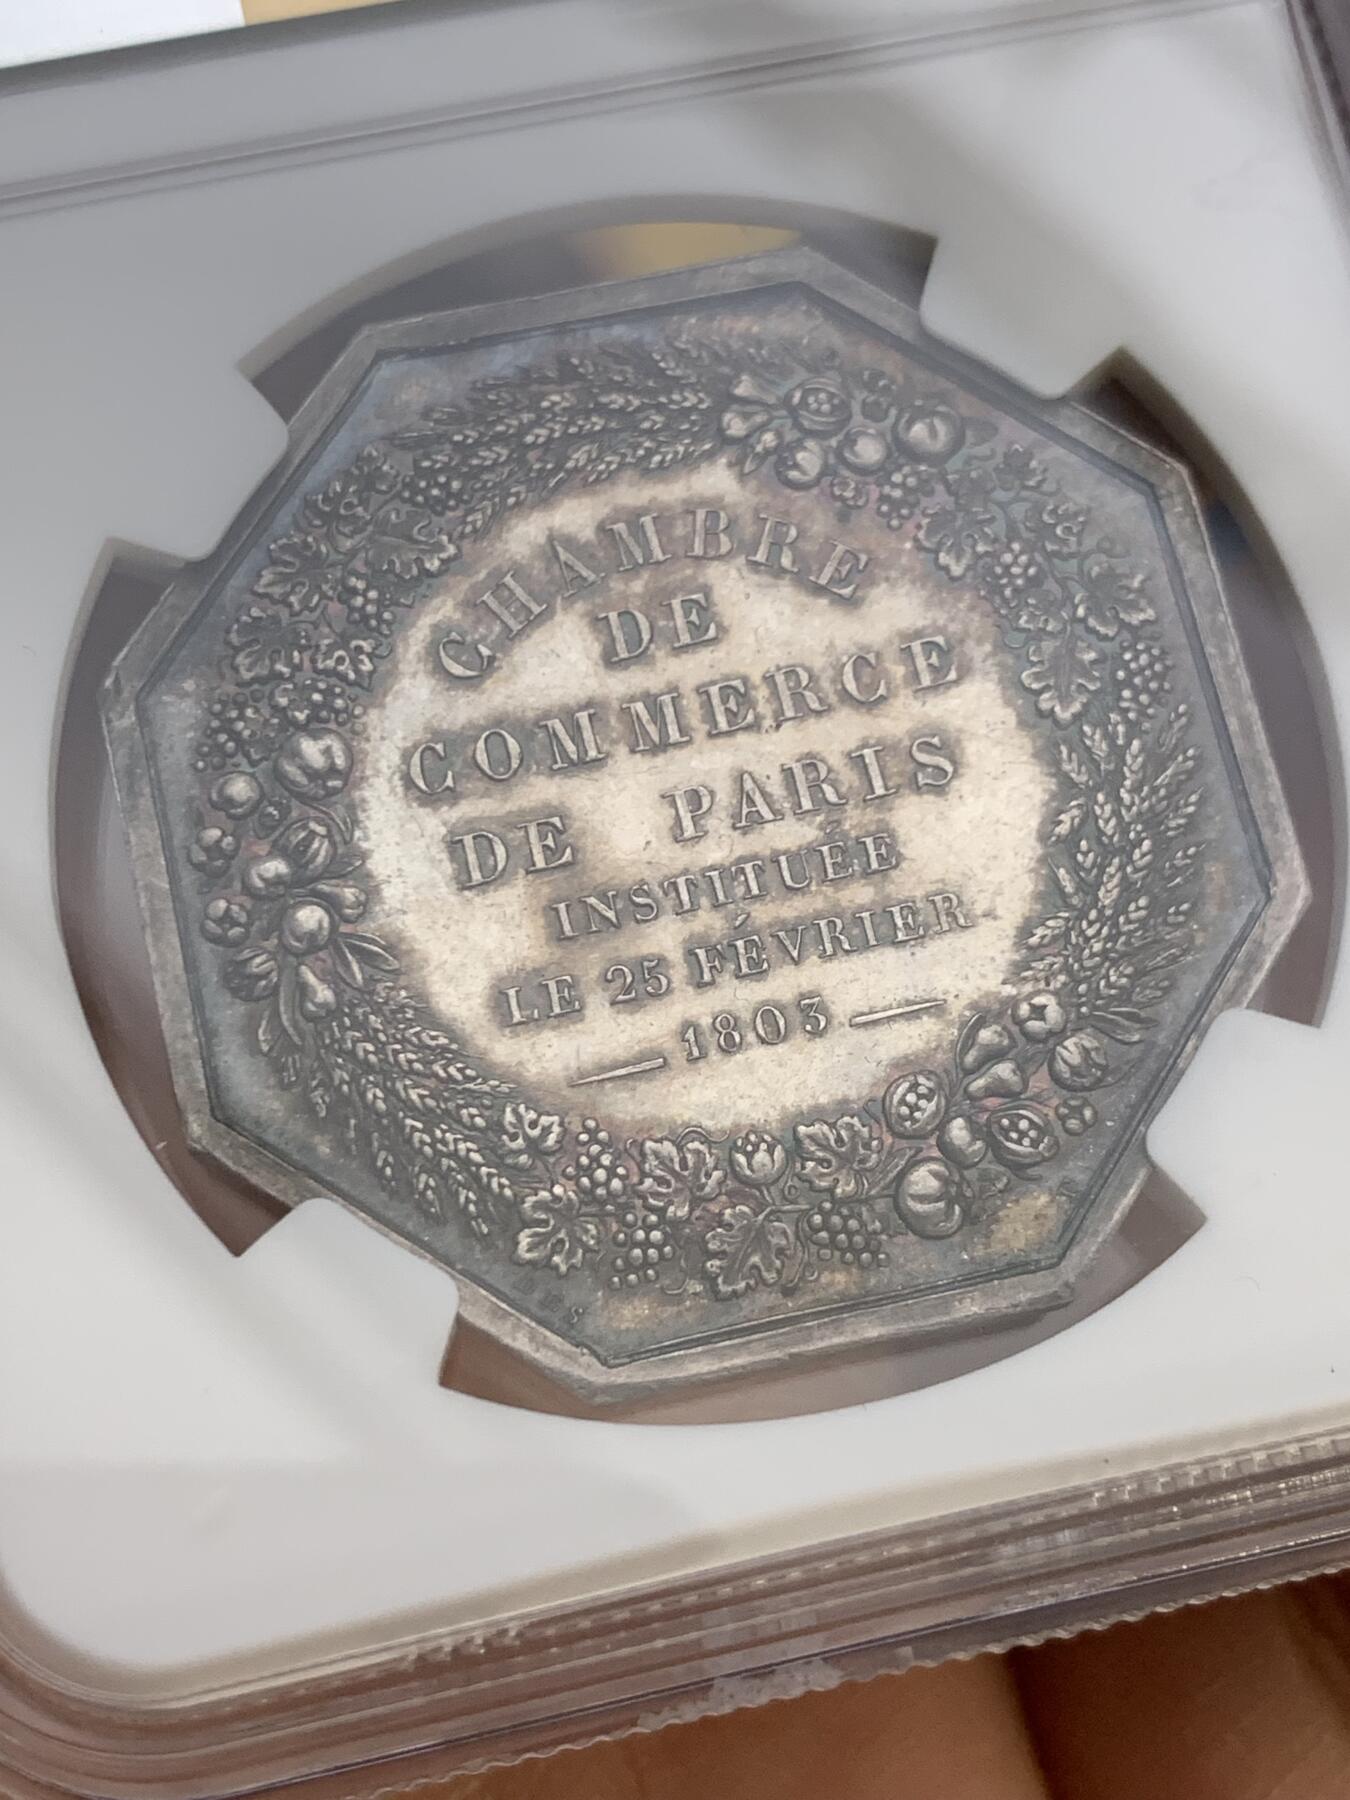 CHAMBRE
DE
COMMERCE
DE PARIS
INSTITUÉE
LE 25 FÉVRIER
1803